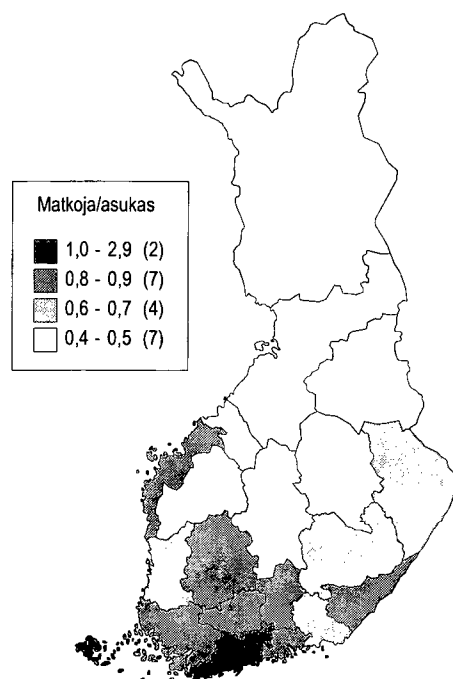 Matkoja/asukas
1,0 - 2,9 (2)
0,8 - 0,9 (7)
0,6 - 0,7 (4)
0,4 - 0,5 (7)